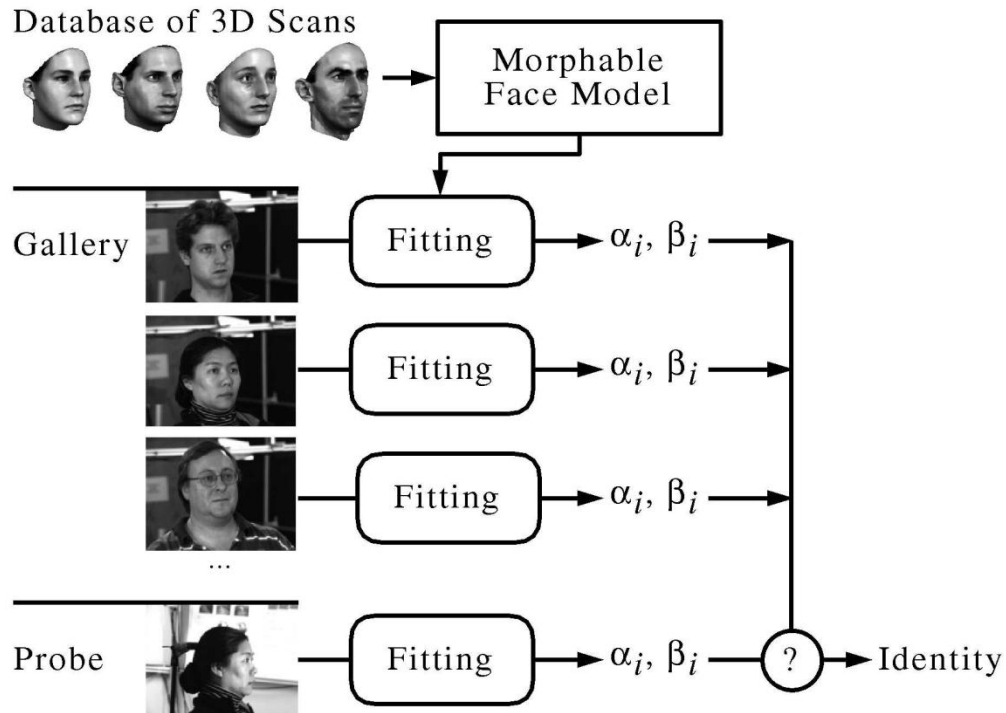 Database of 3D Scans
Morphable
Face Model
Gallery
Fitting
αi, βi
Fitting
αi, βi
Fitting
αi, βi
...
Probe
Fitting
αi, βi
?
Identity